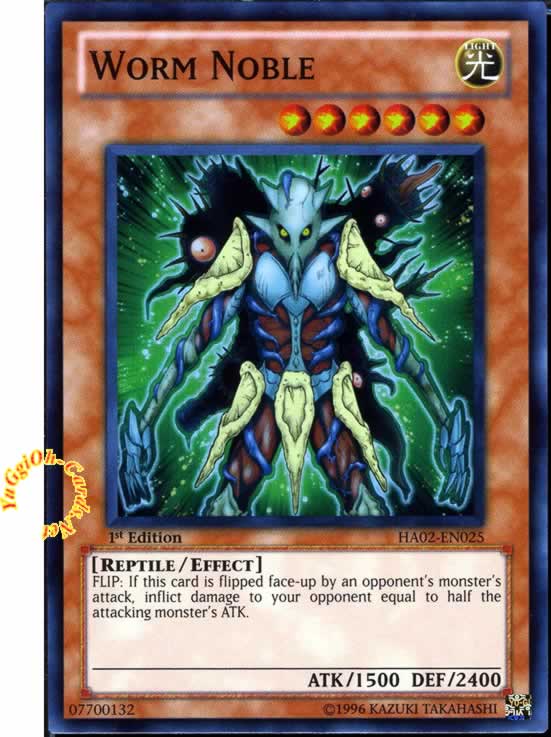 WORM NOBLE
LIGHT
光
YuGgiOh-Cards.Net
1st Edition
HA02-EN025
[REPTILE/EFFECT]
FLIP: If this card is flipped face-up by an opponent's monster's
attack, inflict damage to your opponent equal to half the
attacking monster's ATK.
ATK/1500 DEF/2400
07700132
©1996 KAZUKI TAKAHASHI